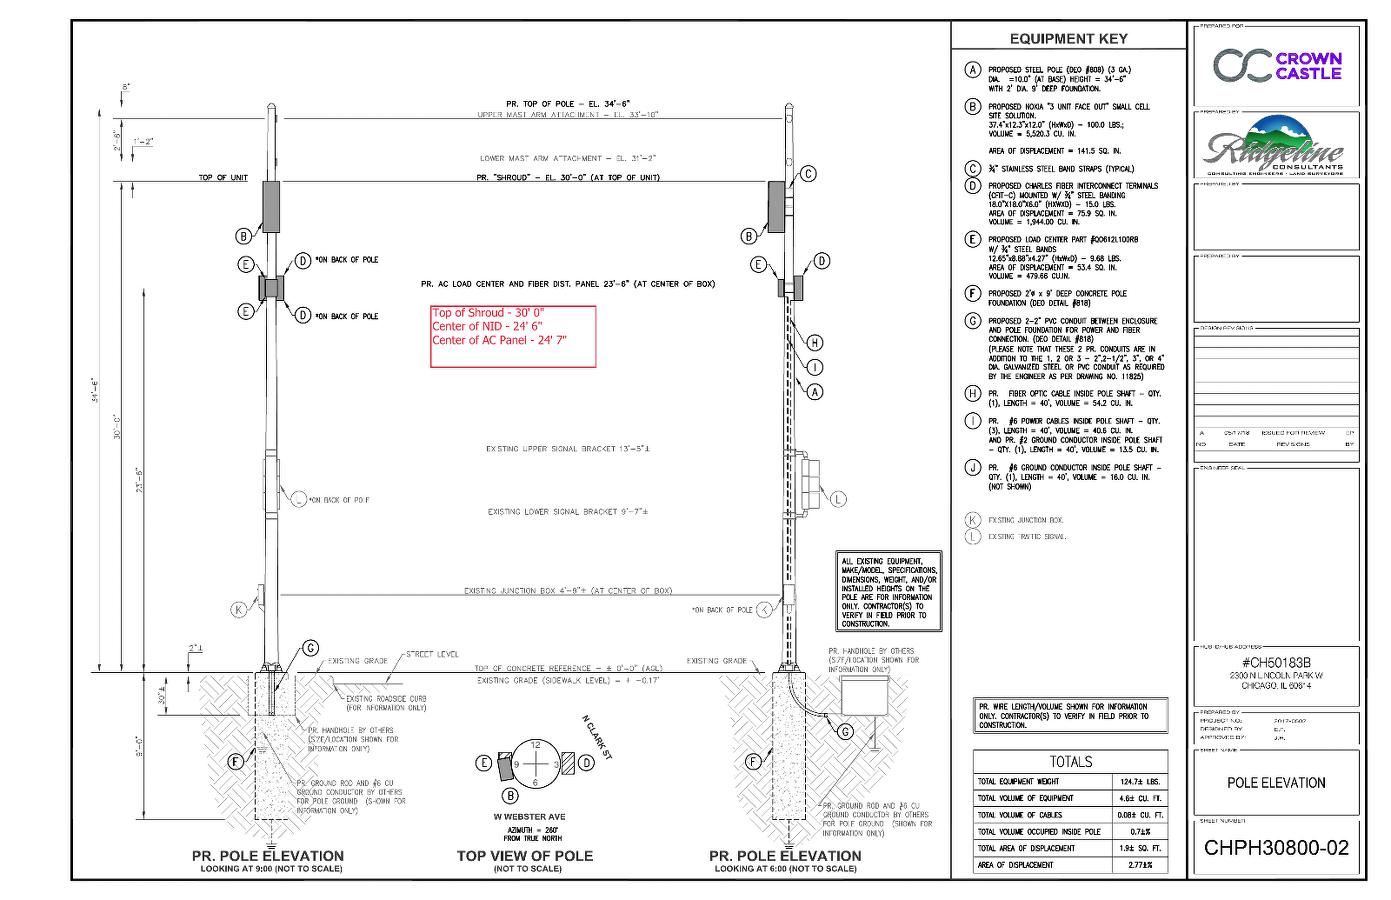 6"
2'-8"
1'-2"
34'-6"
30'-0"
23'-6"
2"±
30"±
9'-6"
PR. TOP OF POLE - EL. 34'-6"
UPPER MAST ARM ATTACHMENT - EL. 33'-10"
LOWER MAST ARM ATTACHMENT - EL. 31'-2"
TOP OF UNIT
PR. "SHROUD" - EL. 30'-0" (AT TOP OF UNIT)
C
B
B
E
D
*ON BACK OF POLE
E
D
PR. AC LOAD CENTER AND FIBER DIST. PANEL 23'-6" (AT CENTER OF BOX)
E
D
*ON BACK OF POLE
Top of Shroud - 30' 0"
Center of NID - 24' 6"
Center of AC Panel - 24' 7"
H
I
A
EXISTING UPPER SIGNAL BRACKET 13'-5"±
L
*ON BACK OF POLE
L
EXISTING LOWER SIGNAL BRACKET 9'-7"±
EXISTING JUNCTION BOX 4'-9"± (AT CENTER OF BOX)
K
*ON BACK OF POLE
K
ALL EXISTING EQUIPMENT,
MAKE/MODEL, SPECIFICATIONS,
DIMENSIONS, WEIGHT, AND/OR
INSTALLED HEIGHTS ON THE
POLE ARE FOR INFORMATION
ONLY. CONTRACTOR(S) TO
VERIFY IN FIELD PRIOR TO
CONSTRUCTION.
G
STREET LEVEL
EXISTING GRADE
TOP OF CONCRETE REFERENCE - ± 0'-0" (AGL)
EXISTING GRADE (SIDEWALK LEVEL) = ± -0.17'
EXISTING GRADE
PR. HANDHOLE BY OTHERS
(SIZE/LOCATION SHOWN FOR
INFORMATION ONLY)
EXISTING ROADSIDE CURB
(FOR INFORMATION ONLY)
PR. HANDHOLE BY OTHERS
(SIZE/LOCATION SHOWN FOR
INFORMATION ONLY)
F
PR. GROUND ROD AND #6 CU
GROUND CONDUCTOR BY OTHERS
FOR POLE GROUND (SHOWN FOR
INFORMATION ONLY)
N CLARK ST
12
9
3
6
E
D
B
W WEBSTER AVE
AZIMUTH = 260°
FROM TRUE NORTH
G
F
PR. GROUND ROD AND #6 CU
GROUND CONDUCTOR BY OTHERS
FOR POLE GROUND (SHOWN FOR
INFORMATION ONLY)
PR. POLE ELEVATION
LOOKING AT 9:00 (NOT TO SCALE)
TOP VIEW OF POLE
(NOT TO SCALE)
PR. POLE ELEVATION
LOOKING AT 6:00 (NOT TO SCALE)
EQUIPMENT KEY
A PROPOSED STEEL POLE (DEO #808) (3 GA.)
DIA. =10.0" (AT BASE) HEIGHT = 34'-6"
WITH 2' DIA. 9' DEEP FOUNDATION.
B PROPOSED NOKIA "3 UNIT FACE OUT" SMALL CELL
SITE SOLUTION.
37.4"x12.3"x12.0" (HxWxD) - 100.0 LBS.;
VOLUME = 5,520.3 CU. IN.
AREA OF DISPLACEMENT = 141.5 SQ. IN.
C ¾" STAINLESS STEEL BAND STRAPS (TYPICAL)
D PROPOSED CHARLES FIBER INTERCONNECT TERMINALS
(CFIT-C) MOUNTED W/ ¾" STEEL BANDING
18.0"X18.0"X6.0" (HXWXD) - 15.0 LBS.
AREA OF DISPLACEMENT = 75.9 SQ. IN.
VOLUME = 1,944.00 CU. IN.
E PROPOSED LOAD CENTER PART #QO612L100RB
W/ ¾" STEEL BANDS
12.65"x8.88"x4.27" (HxWxD) - 9.68 LBS.
AREA OF DISPLACEMENT = 53.4 SQ. IN.
VOLUME = 479.66 CU.IN.
F PROPOSED 2'ø x 9' DEEP CONCRETE POLE
FOUNDATION (DEO DETAIL #818)
G PROPOSED 2-2" PVC CONDUIT BETWEEN ENCLOSURE
AND POLE FOUNDATION FOR POWER AND FIBER
CONNECTION. (DEO DETAIL #818)
(PLEASE NOTE THAT THESE 2 PR. CONDUITS ARE IN
ADDITION TO THE 1, 2 OR 3 - 2",2-1/2", 3", OR 4"
DIA. GALVANIZED STEEL OR PVC CONDUIT AS REQUIRED
BY THE ENGINEER AS PER DRAWING NO. 11825)
H PR. FIBER OPTIC CABLE INSIDE POLE SHAFT - QTY.
(1), LENGTH = 40', VOLUME = 54.2 CU. IN.
I PR. #6 POWER CABLES INSIDE POLE SHAFT - QTY.
(3), LENGTH = 40', VOLUME = 40.6 CU. IN.
AND PR. #2 GROUND CONDUCTOR INSIDE POLE SHAFT
- QTY. (1), LENGTH = 40', VOLUME = 13.5 CU. IN.
J PR. #6 GROUND CONDUCTOR INSIDE POLE SHAFT -
QTY. (1), LENGTH = 40', VOLUME = 16.0 CU. IN.
(NOT SHOWN)
K EXISTING JUNCTION BOX.
L EXISTING TRAFFIC SIGNAL.
PR. WIRE LENGTH/VOLUME SHOWN FOR INFORMATION
ONLY. CONTRACTOR(S) TO VERIFY IN FIELD PRIOR TO
CONSTRUCTION.
TOTALS
TOTAL EQUIPMENT WEIGHT 124.7± LBS.
TOTAL VOLUME OF EQUIPMENT 4.6± CU. FT.
TOTAL VOLUME OF CABLES 0.08± CU. FT.
TOTAL VOLUME OCCUPIED INSIDE POLE 0.7±%
TOTAL AREA OF DISPLACEMENT 1.9± SQ. FT.
AREA OF DISPLACEMENT 2.77±%
PREPARED FOR
CROWN
CASTLE
PREPARED BY
Ridgeline
CONSULTANTS
CONSULTING ENGINEERS • LAND SURVEYORS
PREPARED BY
PREPARED BY
DESIGN REVISIONS
A 05/17/18 ISSUED FOR REVIEW
NO DATE REVISIONS BY
ENGINEER SEAL
HUB ID/HUB ADDRESS
#CH50183B
2300 N LINCOLN PARK W
CHICAGO, IL 60614
PREPARED BY
PROJECT NO.:
DESIGNED BY:
APPROVED BY:
SHEET NAME
POLE ELEVATION
SHEET NUMBER
CHPH30800-02